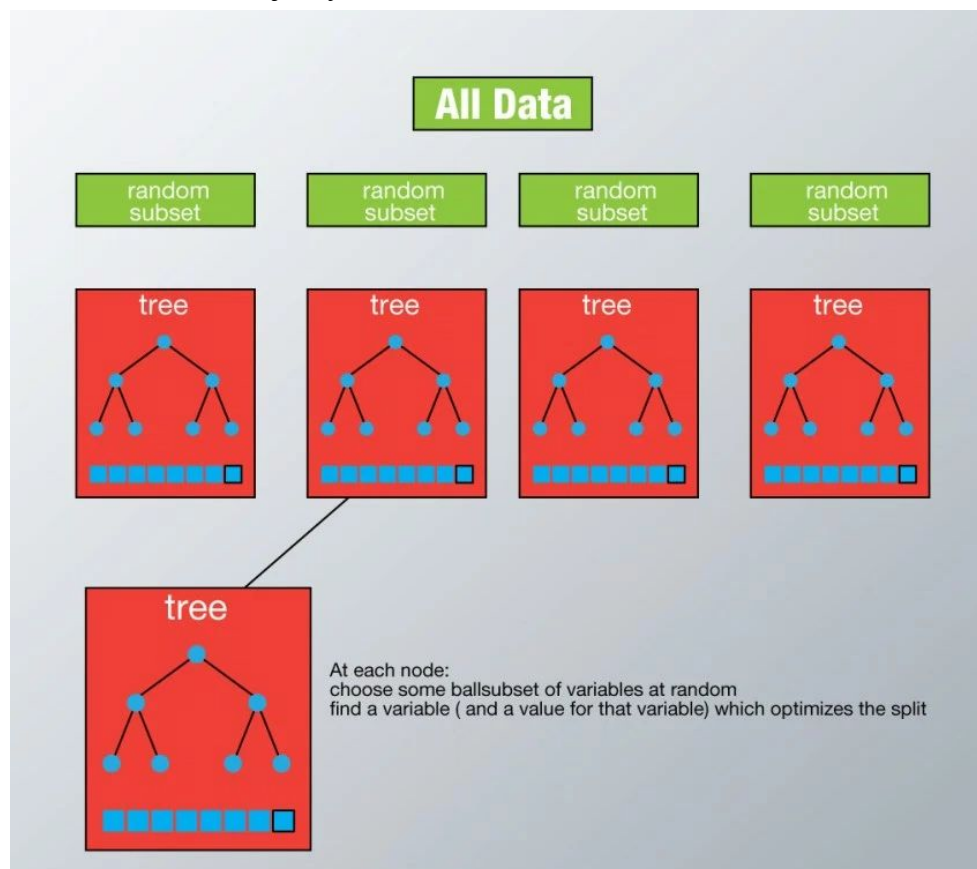 All Data
random
subset
random
subset
random
subset
random
subset
tree
tree
tree
tree
tree
At each node:
choose some ballsubset of variables at random
find a variable ( and a value for that variable) which optimizes the split